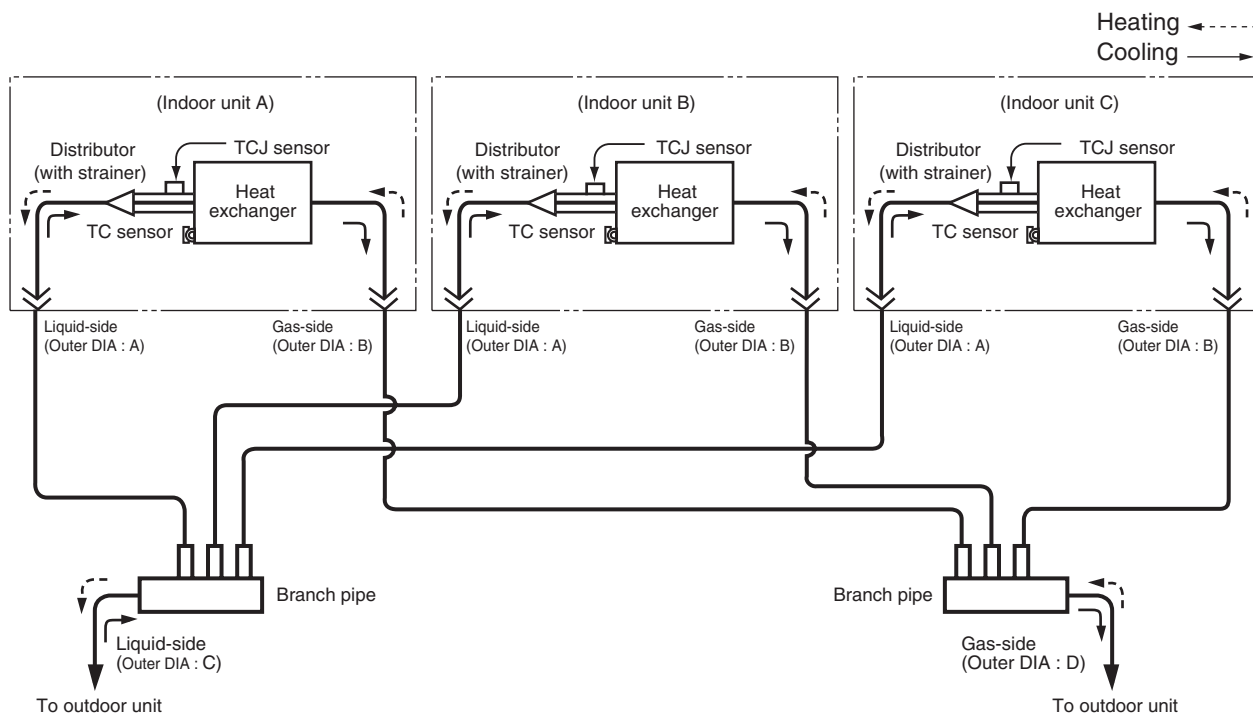 Heating
Cooling
(Indoor unit A)
Distributor
(with strainer)
TCJ sensor
Heat
exchanger
TC sensor
Liquid-side
(Outer DIA : A)
Gas-side
(Outer DIA : B)
(Indoor unit B)
Distributor
(with strainer)
TCJ sensor
Heat
exchanger
TC sensor
Liquid-side
(Outer DIA : A)
Gas-side
(Outer DIA : B)
(Indoor unit C)
Distributor
(with strainer)
TCJ sensor
Heat
exchanger
TC sensor
Liquid-side
(Outer DIA : A)
Gas-side
(Outer DIA : B)
Branch pipe
Liquid-side
(Outer DIA : C)
To outdoor unit
Branch pipe
Gas-side
(Outer DIA : D)
To outdoor unit